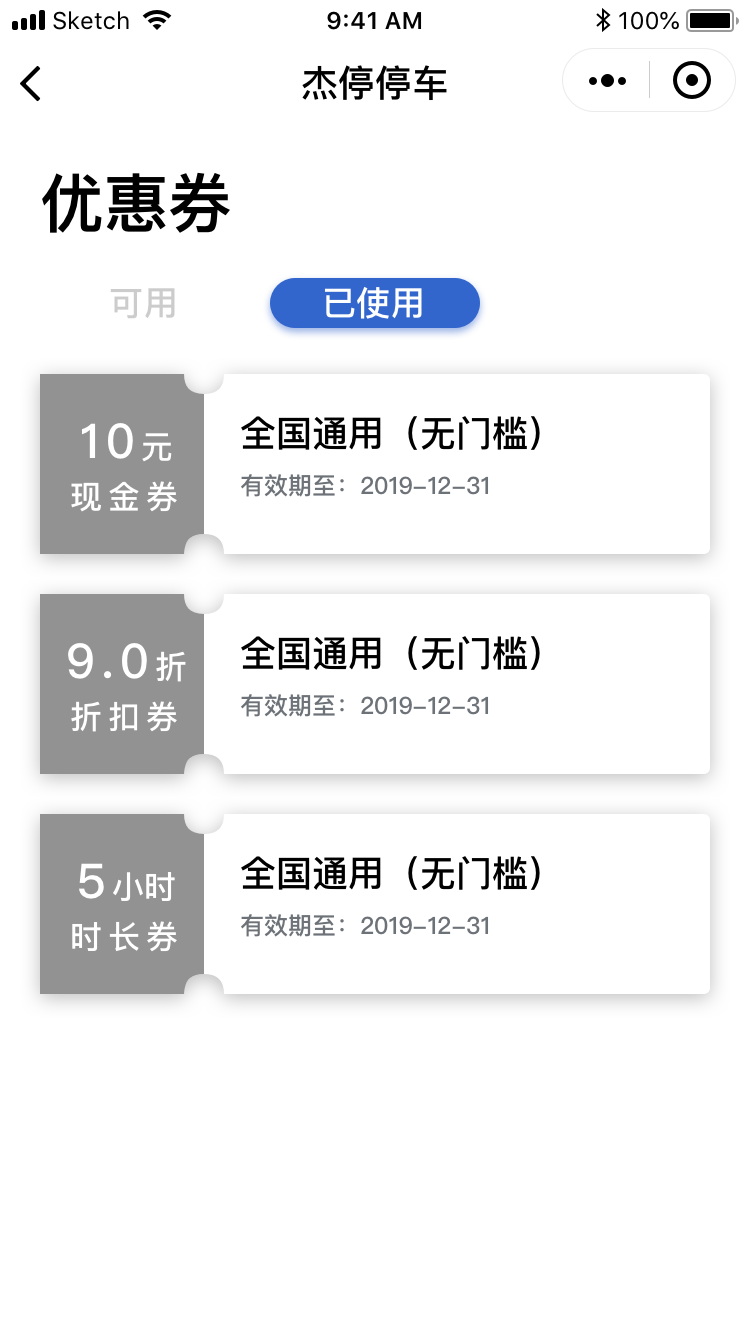 Sketch 9:41 AM 100%
杰停停车
优惠券
可用 已使用
10元
现金券
全国通用（无门槛）
有效期至：2019-12-31
9.0折
折扣券
全国通用（无门槛）
有效期至：2019-12-31
5小时
时长券
全国通用（无门槛）
有效期至：2019-12-31